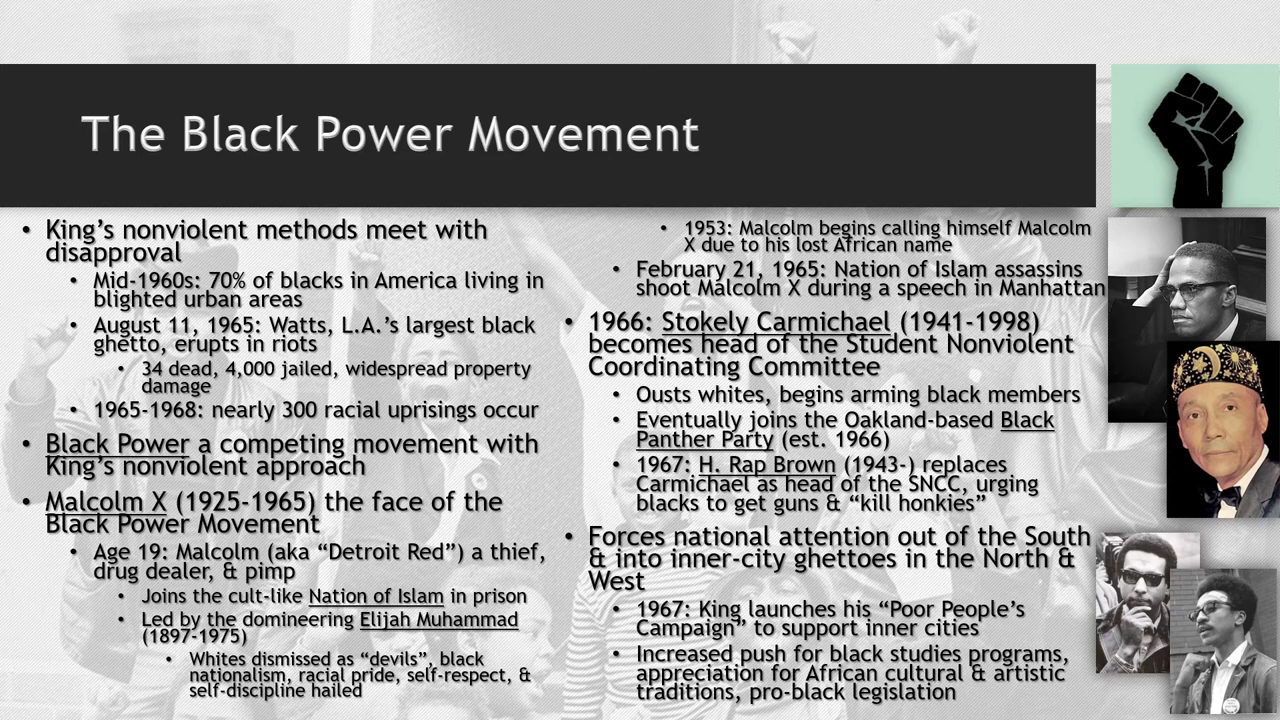 The Black Power Movement
• King’s nonviolent methods meet with
disapproval
• Mid-1960s: 70% of blacks in America living in
blighted urban areas
• August 11, 1965: Watts, L.A.’s largest black
ghetto, erupts in riots
• 34 dead, 4,000 jailed, widespread property
damage
• 1965-1968: nearly 300 racial uprisings occur
• Black Power a competing movement with
King’s nonviolent approach
• Malcolm X (1925-1965) the face of the
Black Power Movement
• Age 19: Malcolm (aka “Detroit Red”) a thief,
drug dealer, & pimp
• Joins the cult-like Nation of Islam in prison
• Led by the domineering Elijah Muhammad
(1897-1975)
• Whites dismissed as “devils”, black
nationalism, racial pride, self-respect, &
self-discipline hailed
• 1953: Malcolm begins calling himself Malcolm
X due to his lost African name
• February 21, 1965: Nation of Islam assassins
shoot Malcolm X during a speech in Manhattan
• 1966: Stokely Carmichael (1941-1998)
becomes head of the Student Nonviolent
Coordinating Committee
• Ousts whites, begins arming black members
• Eventually joins the Oakland-based Black
Panther Party (est. 1966)
• 1967: H. Rap Brown (1943-) replaces
Carmichael as head of the SNCC, urging
blacks to get guns & “kill honkies”
• Forces national attention out of the South
& into inner-city ghettoes in the North &
West
• 1967: King launches his “Poor People’s
Campaign” to support inner cities
• Increased push for black studies programs,
appreciation for African cultural & artistic
traditions, pro-black legislation